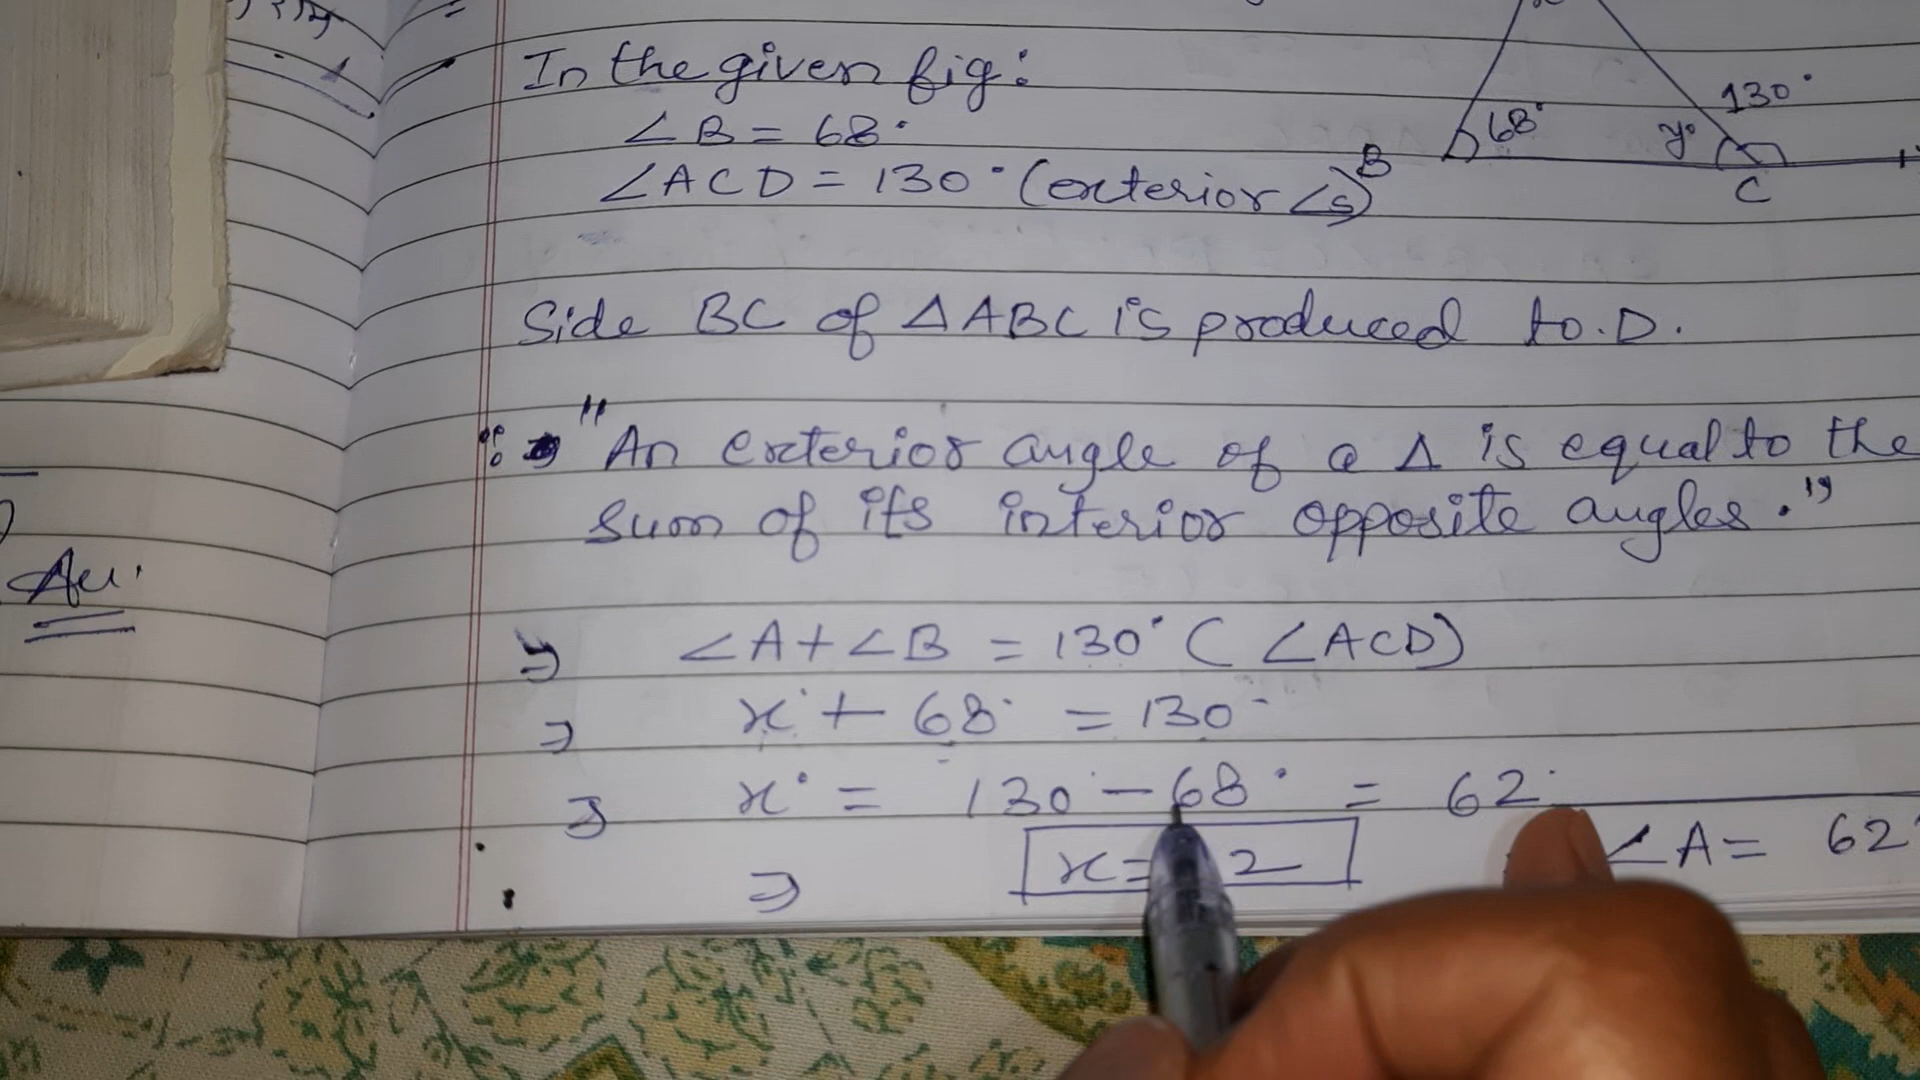 In the given fig:
∠B = 68°
∠ACD = 130° (exterior ∠s)
130°
68°
y°
B
C
Side BC of ΔABC is produced to D.
∴ "An exterior angle of a Δ is equal to the
sum of its interior opposite angles."
⇒ ∠A + ∠B = 130° (∠ACD)
⇒ x° + 68° = 130°
⇒ x° = 130° - 68° = 62°
⇒ x= 2
∠A = 62°